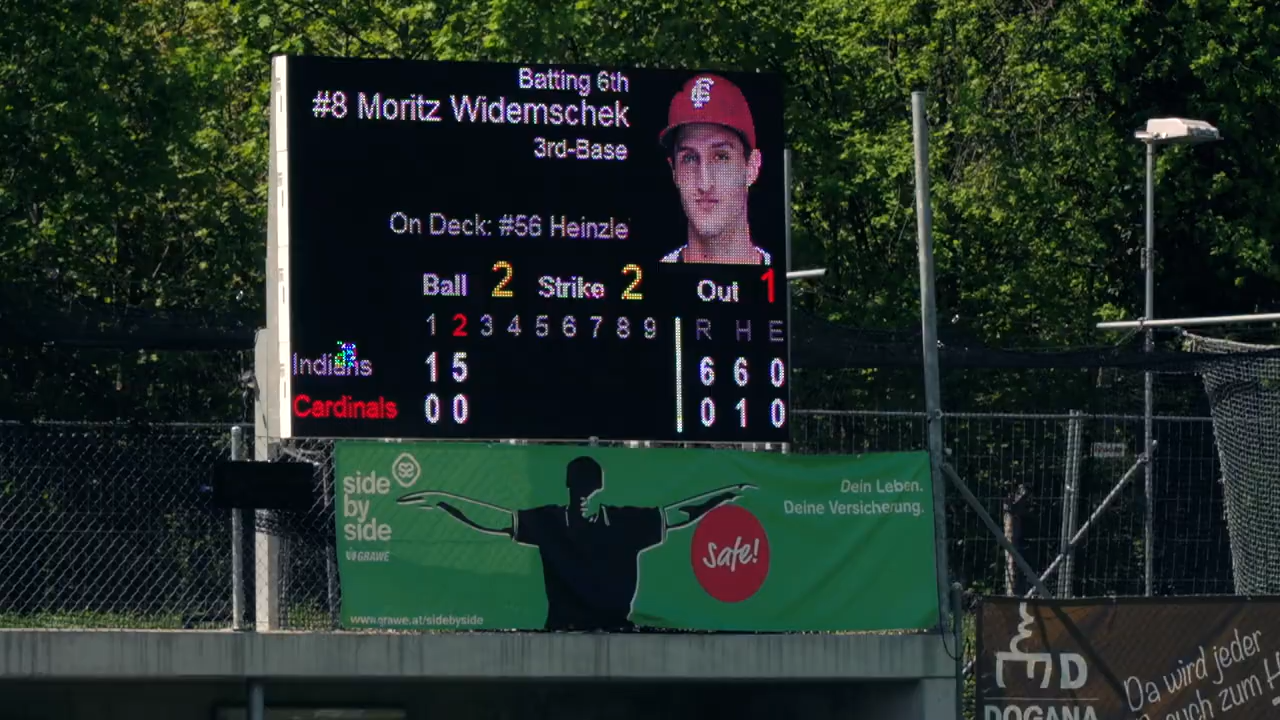 Batting 6th
#8 Moritz Widemschek
3rd-Base
On Deck: #56 Heinzle
Ball 2 Strike 2 Out 1
1 2 3 4 5 6 7 8 9 R H E
Indians 1 5 6 6 0
Cardinals 0 0 0 1 0
side
by
side
GRAWE
Dein Leben.
Deine Versicherung.
Safe!
www.grawe.at/sidebyside
D
DOGANA
Da wird jeder
auch zum